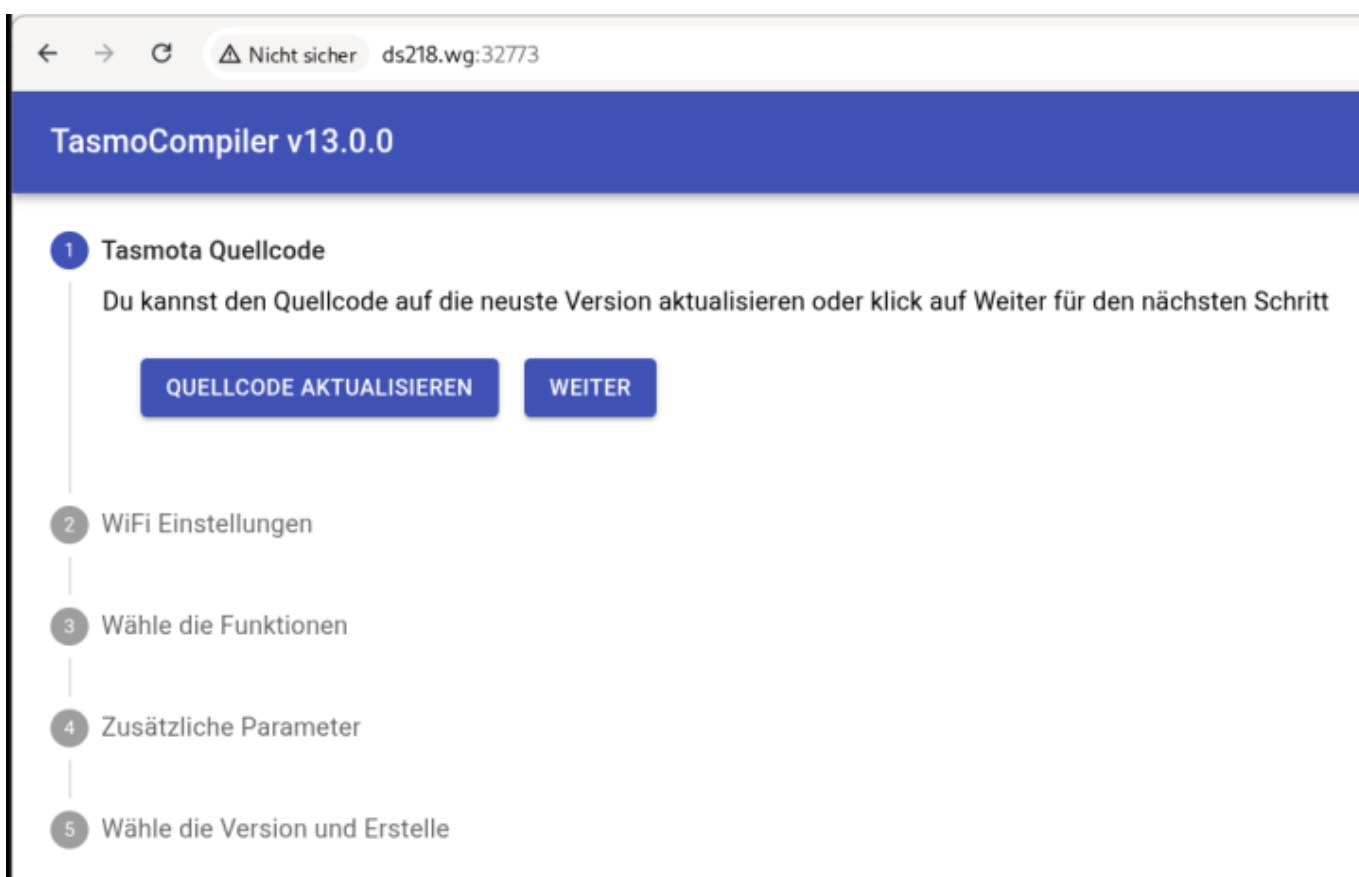 Nicht sicher ds218.wg:32773
TasmoCompiler v13.0.0
1 Tasmota Quellcode
Du kannst den Quellcode auf die neuste Version aktualisieren oder klick auf Weiter für den nächsten Schritt
QUELLCODE AKTUALISIEREN WEITER
2 WiFi Einstellungen
3 Wähle die Funktionen
4 Zusätzliche Parameter
5 Wähle die Version und Erstelle